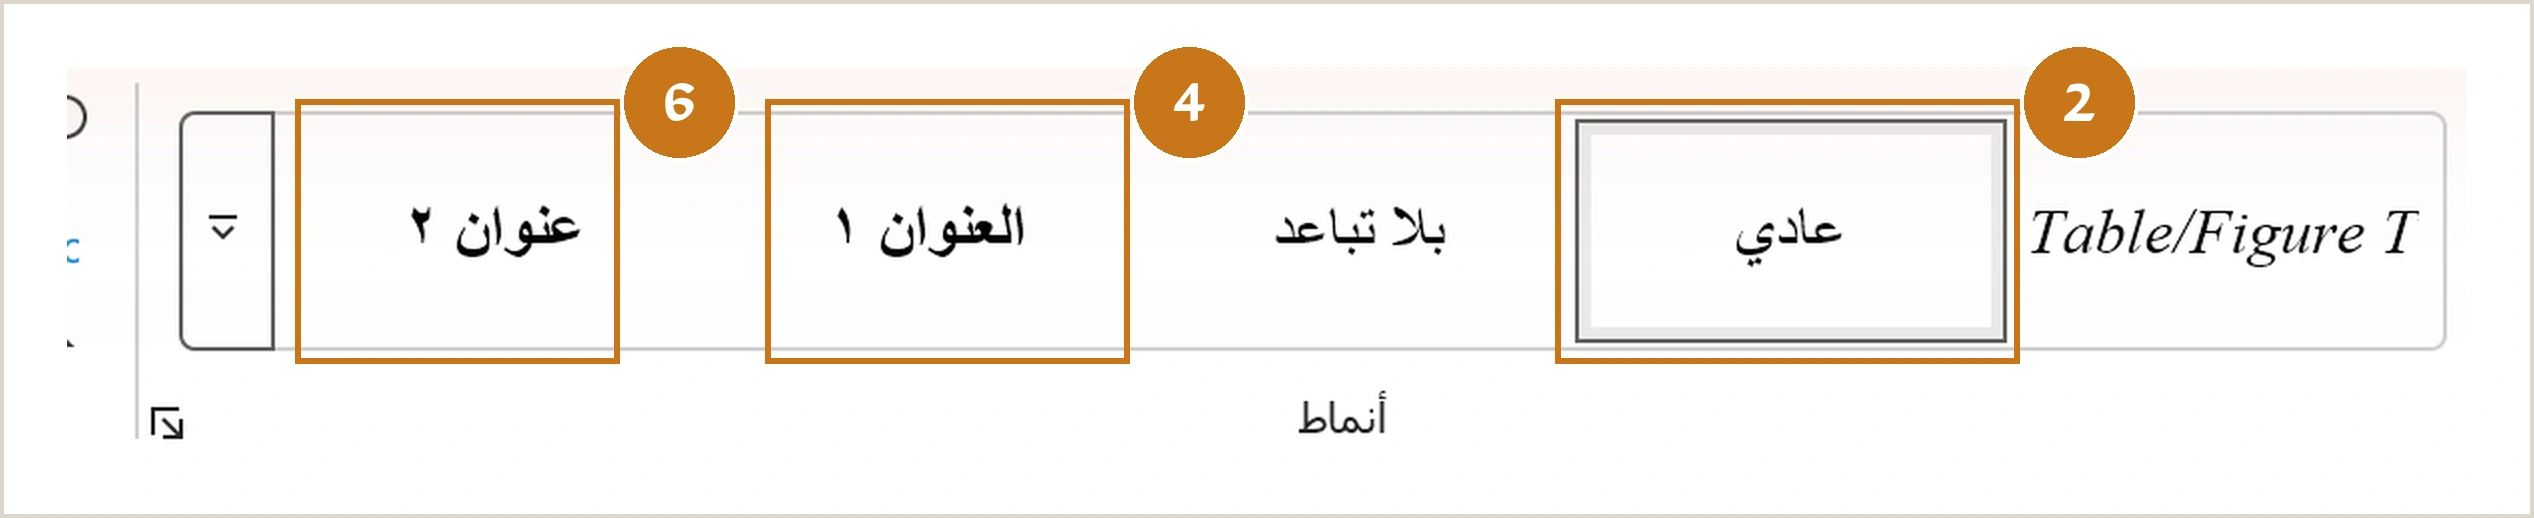 2
4
6
Table/Figure T
عادي
بلا تباعد
العنوان ١
عنوان ٢
أنماط